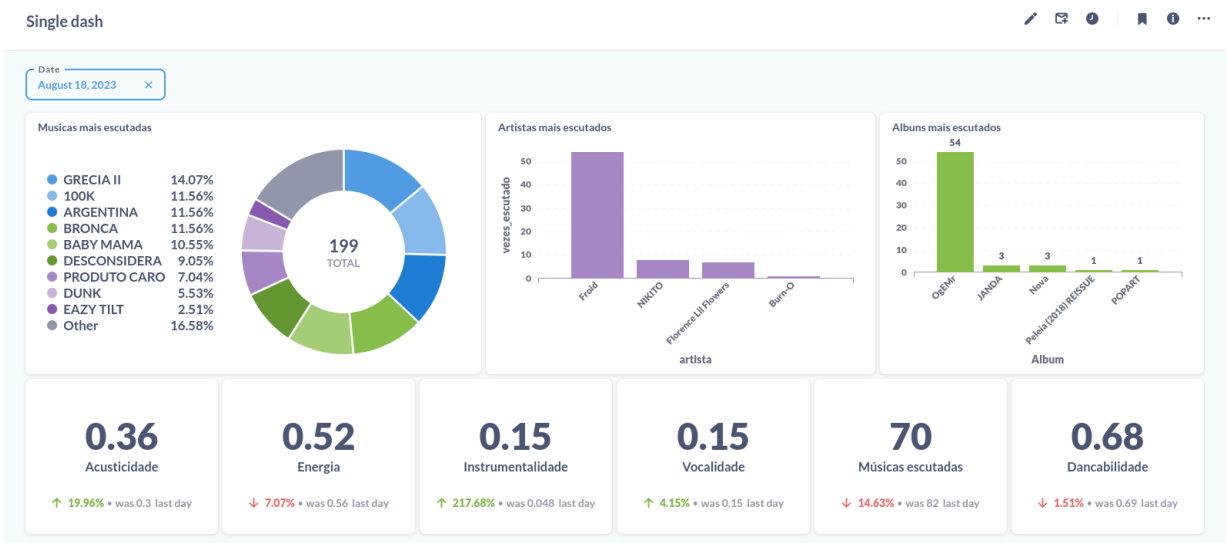 Single dash
Date
August 18, 2023
Musicas mais escutadas
GRECIA II 14.07%
100K 11.56%
ARGENTINA 11.56%
BRONCA 11.56%
BABY MAMA 10.55%
DESCONSIDERA 9.05%
PRODUTO CARO 7.04%
DUNK 5.53%
EAZY TILT 2.51%
Other 16.58%
199
TOTAL
Artistas mais escutados
vezes_escutado
50
40
30
20
10
0
Froid
NIKITO
Florence Lil Flowers
Burn-O
artista
Albuns mais escutados
50
40
30
20
10
0
54
3
3
1
1
OgEMr
JANDA
Nova
Peleia (2018) REISSUE
POPART
Album
0.36
Acusticidade
↑ 19.96% • was 0.3 last day
0.52
Energia
↓ 7.07% • was 0.56 last day
0.15
Instrumentalidade
↑ 217.68% • was 0.048 last day
0.15
Vocalidade
↑ 4.15% • was 0.15 last day
70
Músicas escutadas
↓ 14.63% • was 82 last day
0.68
Dancabilidade
↓ 1.51% • was 0.69 last day